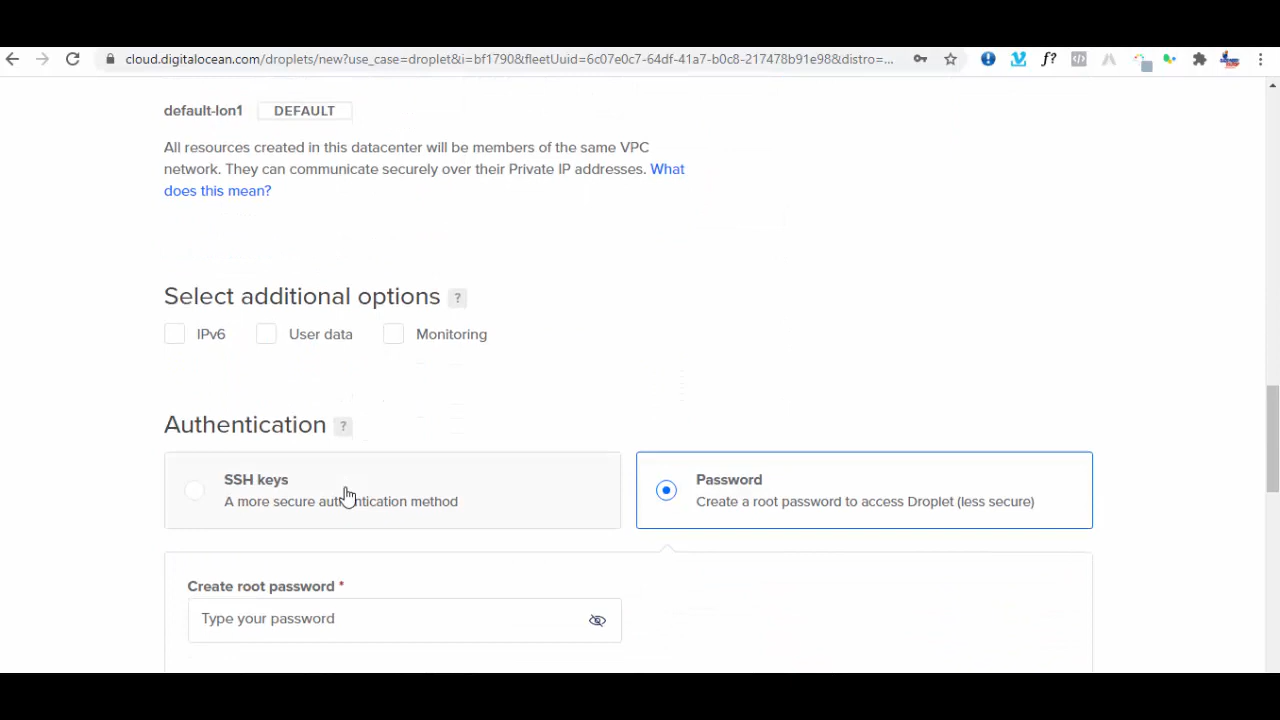 cloud.digitalocean.com/droplets/new?use_case=droplet&i=bf1790&fleetUuid=6c07e0c7-64df-41a7-b0c8-217478b91e98&distro=...
f?
default-lon1 DEFAULT
All resources created in this datacenter will be members of the same VPC
network. They can communicate securely over their Private IP addresses. What
does this mean?
Select additional options ?
IPv6 User data Monitoring
Authentication ?
SSH keys
A more secure authentication method
Password
Create a root password to access Droplet (less secure)
Create root password *
Type your password